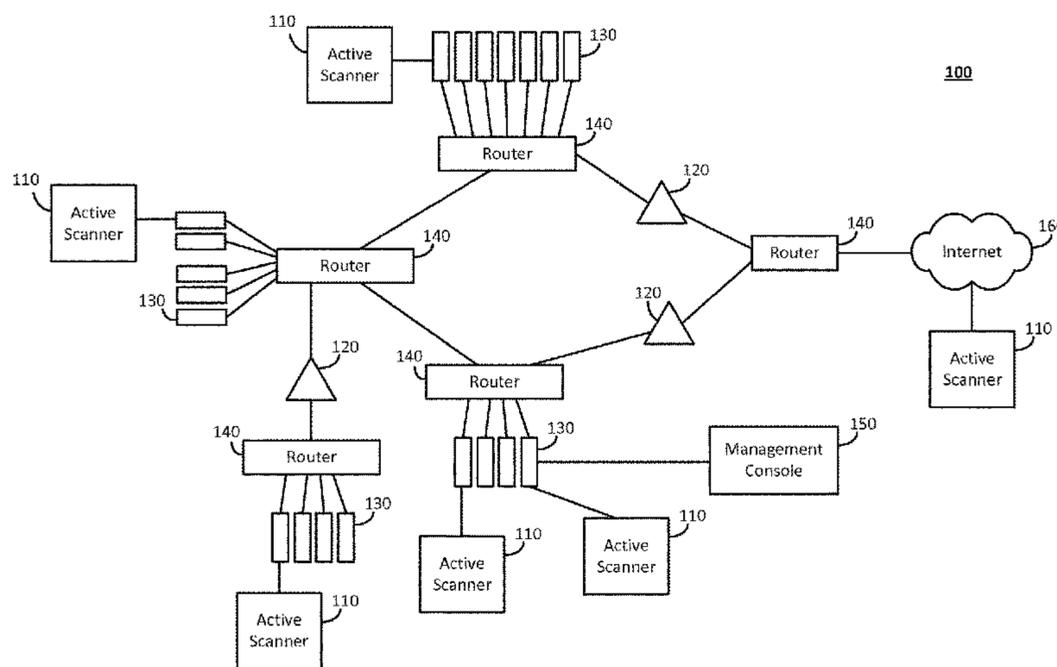 110
Active
Scanner
130
100
140
Router
120
110
Active
Scanner
140
Router
130
140
Router
Internet
120
110
Active
Scanner
120
140
Router
130
150
Management
Console
140
Router
130
110
Active
Scanner
110
Active
Scanner
110
Active
Scanner